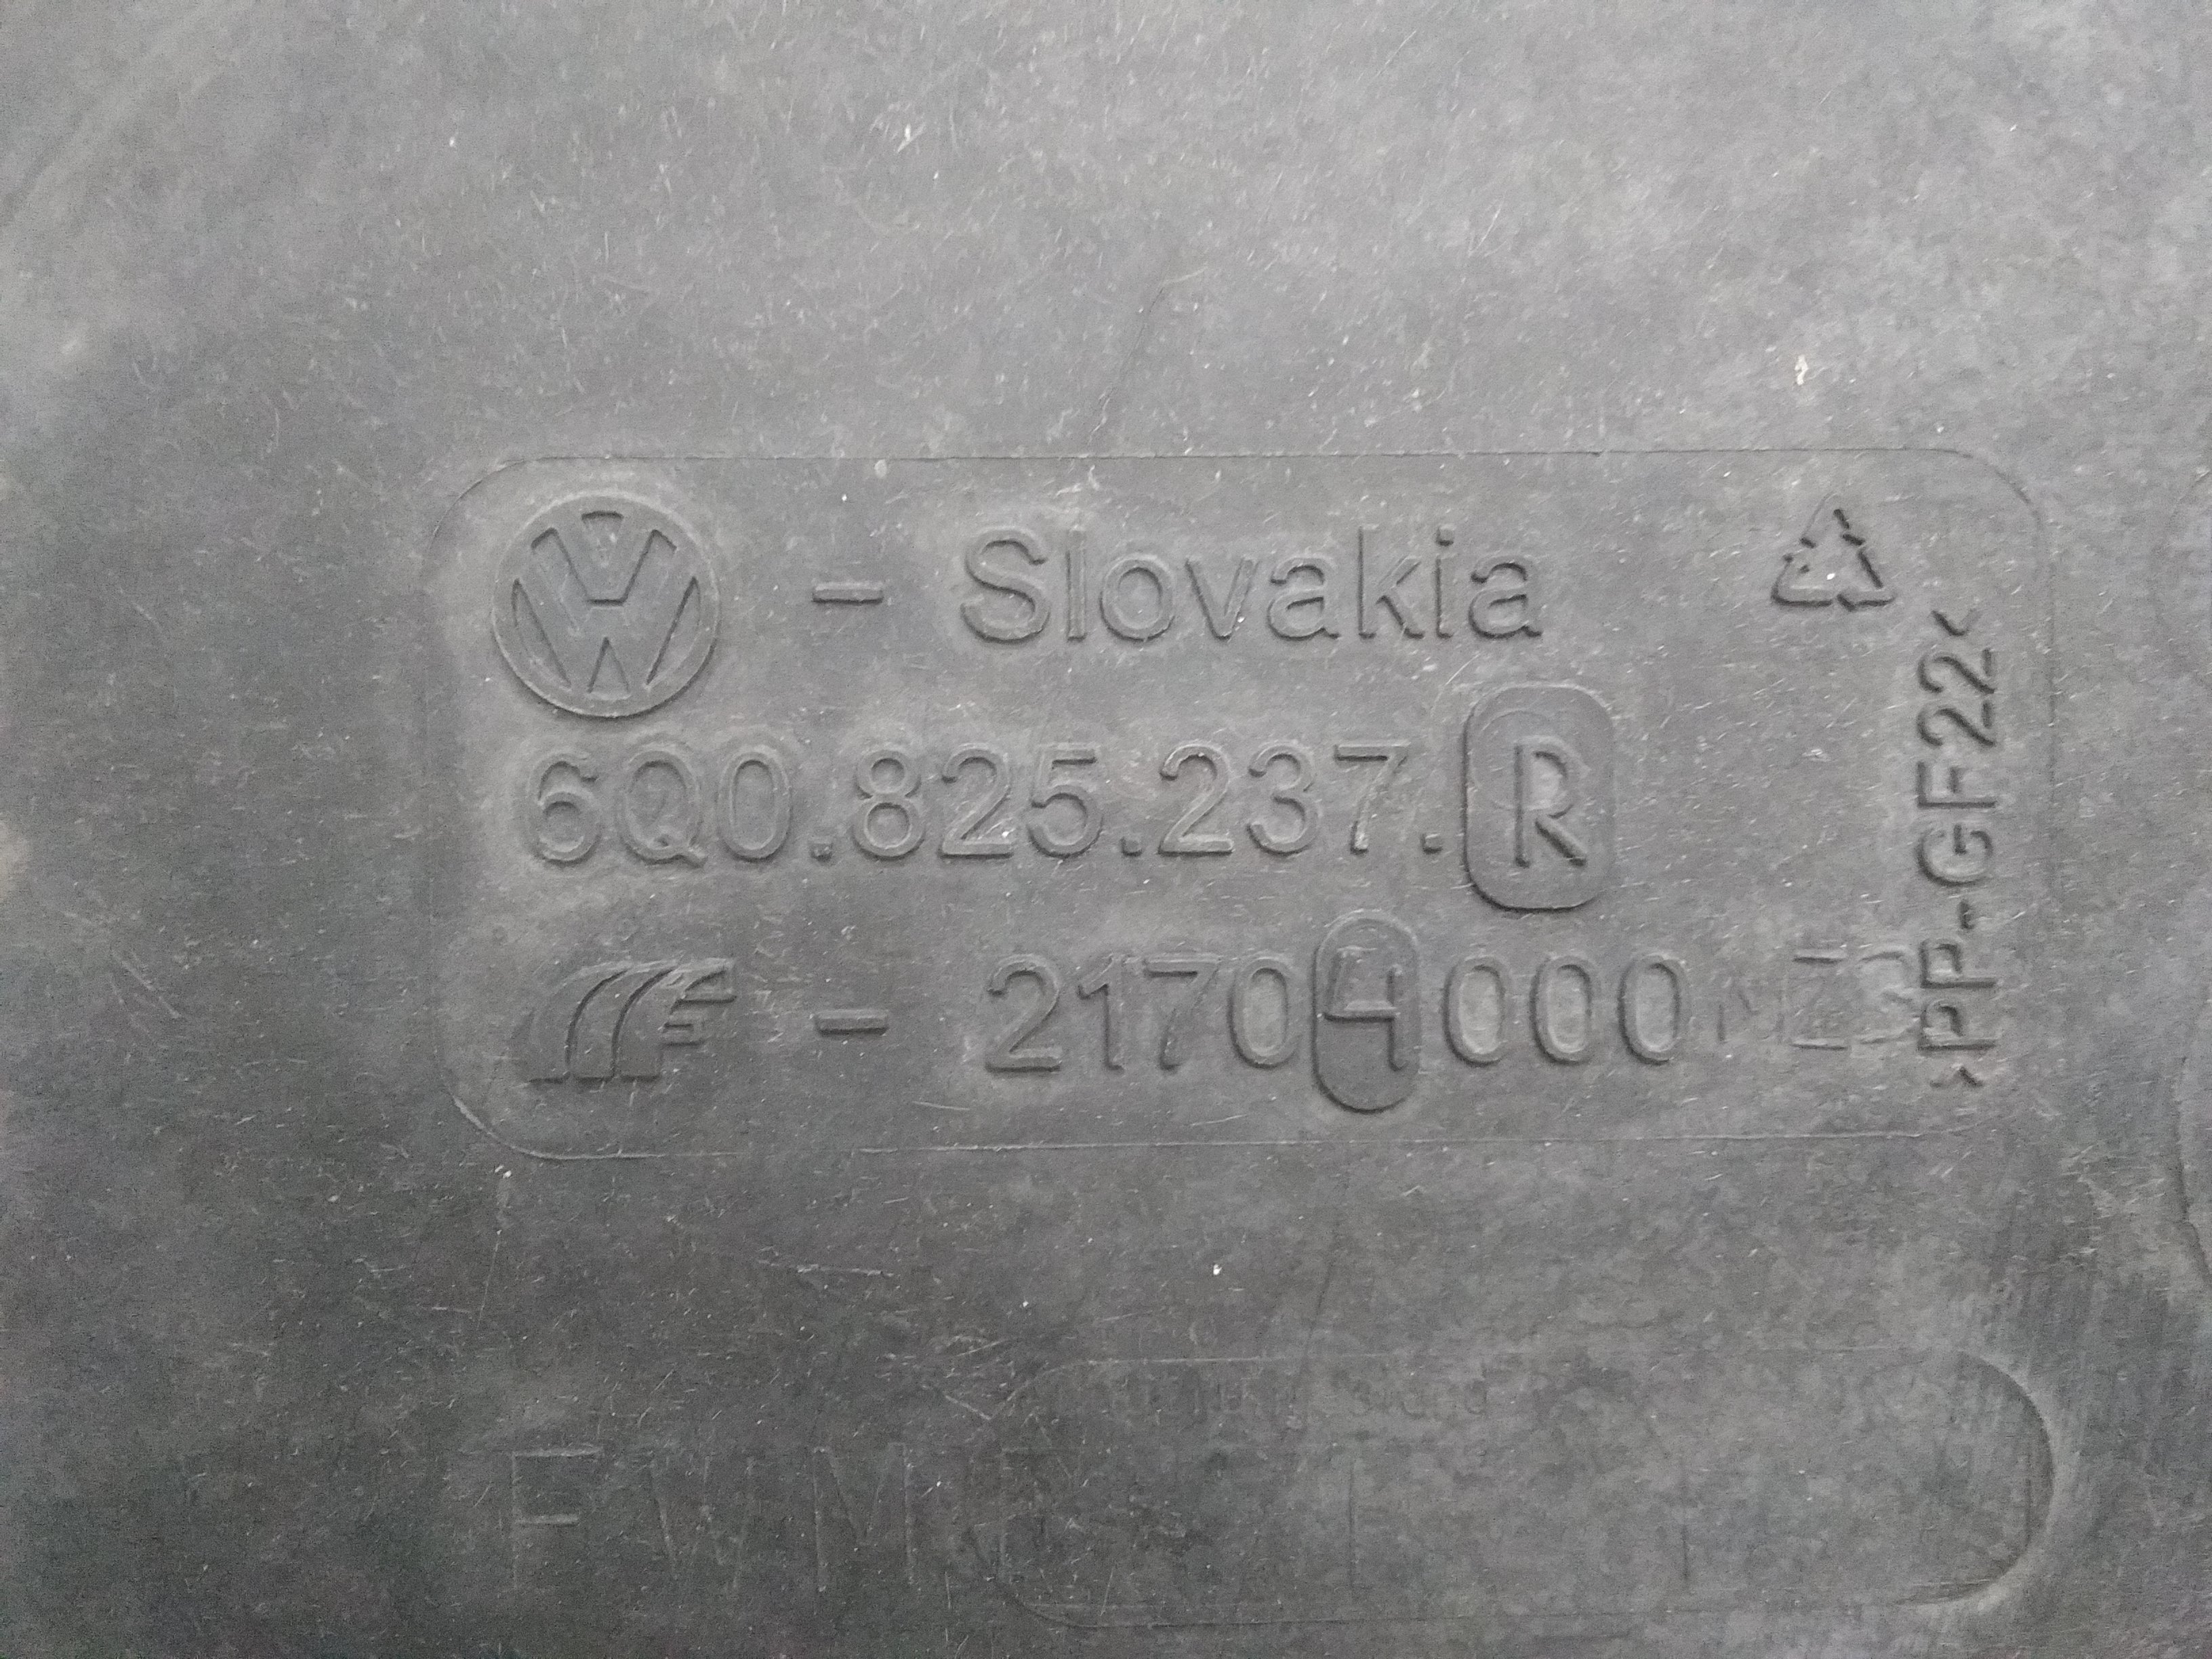 - Slovakia
6Q0.825.237.R
- 21704000
>PP-GF22<